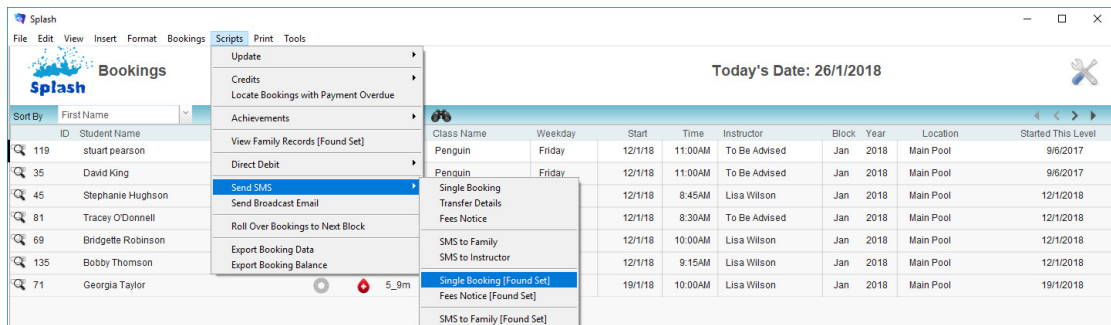 Splash
File Edit View Insert Format Bookings Scripts Print Tools
Splash
Bookings
Today's Date: 26/1/2018
Sort By First Name
ID Student Name Class Name Weekday Start Time Instructor Block Year Location Started This Level
119 stuart pearson Penguin Friday 12/1/18 11:00AM To Be Advised Jan 2018 Main Pool 9/6/2017
35 David King Penguin Friday 12/1/18 11:00AM To Be Advised Jan 2018 Main Pool 9/6/2017
45 Stephanie Hughson 12/1/18 8:45AM Lisa Wilson Jan 2018 Main Pool 12/1/2018
81 Tracey O'Donnell 12/1/18 8:30AM To Be Advised Jan 2018 Main Pool 12/1/2018
69 Bridgette Robinson 12/1/18 10:00AM Lisa Wilson Jan 2018 Main Pool 12/1/2018
135 Bobby Thomson 12/1/18 9:15AM Lisa Wilson Jan 2018 Main Pool 12/1/2018
71 Georgia Taylor 5_9m 19/1/18 10:00AM Lisa Wilson Jan 2018 Main Pool 19/1/2018
Update
Credits
Locate Bookings with Payment Overdue
Achievements
View Family Records [Found Set]
Direct Debit
Send SMS
Send Broadcast Email
Roll Over Bookings to Next Block
Export Booking Data
Export Booking Balance
Single Booking
Transfer Details
Fees Notice
SMS to Family
SMS to Instructor
Single Booking [Found Set]
Fees Notice [Found Set]
SMS to Family [Found Set]